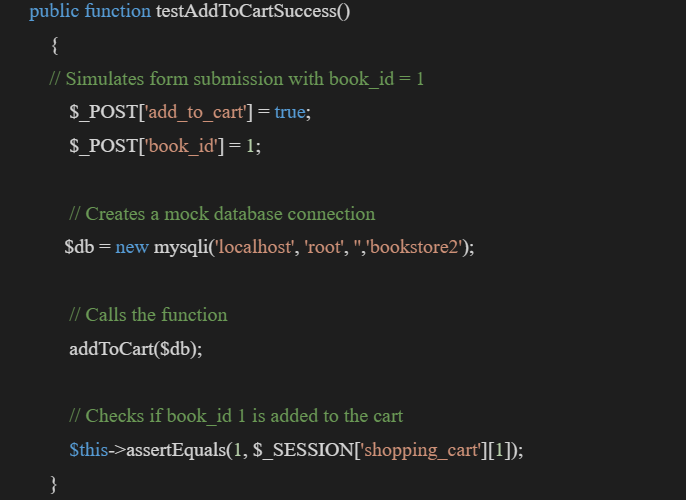 public function testAddToCartSuccess()
{
// Simulates form submission with book_id = 1
$_POST['add_to_cart'] = true;
$_POST['book_id'] = 1;
// Creates a mock database connection
$db = new mysqli('localhost', 'root', '','bookstore2');
// Calls the function
addToCart($db);
// Checks if book_id 1 is added to the cart
$this->assertEquals(1, $_SESSION['shopping_cart'][1]);
}